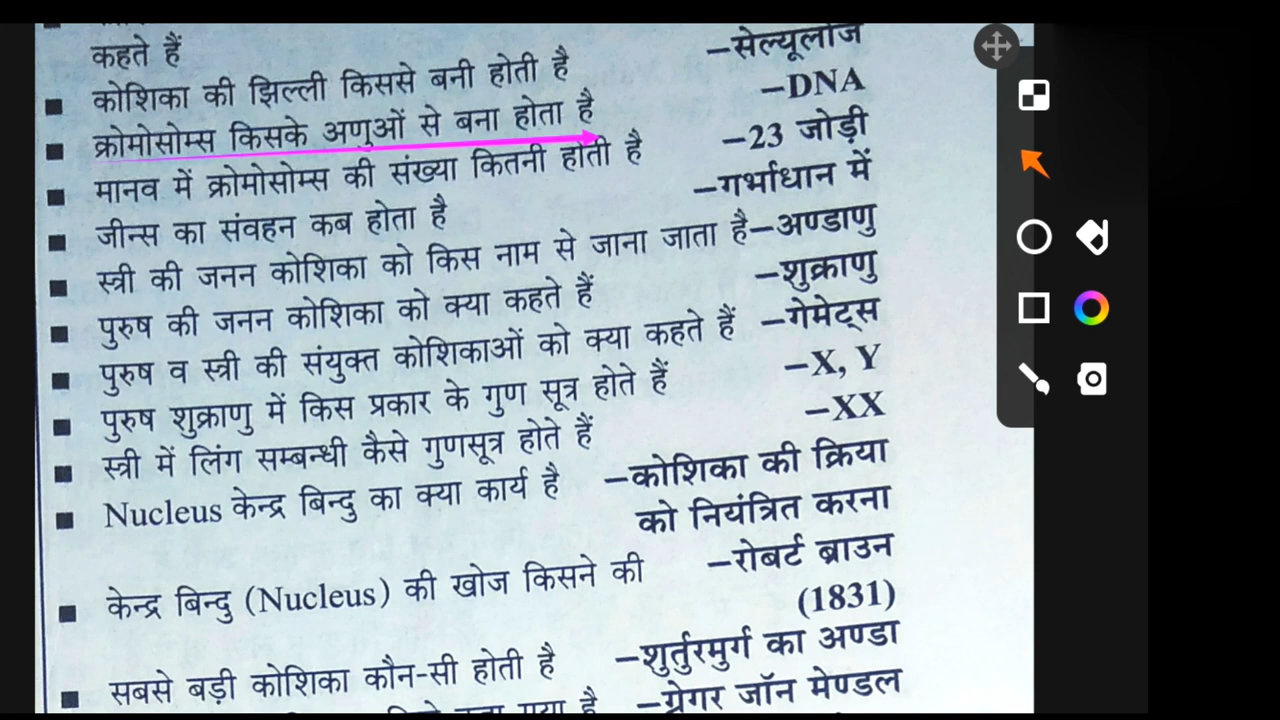 कहते हैं
कोशिका की झिल्ली किससे बनी होती है -सेल्यूलोज
क्रोमोसोम्स किसके अणुओं से बना होता है -DNA
मानव में क्रोमोसोम्स की संख्या कितनी होती है -23 जोड़ी
जीन्स का संवहन कब होता है -गर्भाधान में
स्त्री की जनन कोशिका को किस नाम से जाना जाता है-अण्डाणु
पुरुष की जनन कोशिका को क्या कहते हैं -शुक्राणु
पुरुष व स्त्री की संयुक्त कोशिकाओं को क्या कहते हैं -गेमेट्स
पुरुष शुक्राणु में किस प्रकार के गुण सूत्र होते हैं -X, Y
स्त्री में लिंग सम्बन्धी कैसे गुणसूत्र होते हैं -XX
Nucleus केन्द्र बिन्दु का क्या कार्य है -कोशिका की क्रिया
को नियंत्रित करना
केन्द्र बिन्दु (Nucleus) की खोज किसने की -रोबर्ट ब्राउन
(1831)
सबसे बड़ी कोशिका कौन-सी होती है -शुर्तुरमुर्ग का अण्डा
-ग्रेगर जॉन मेण्डल